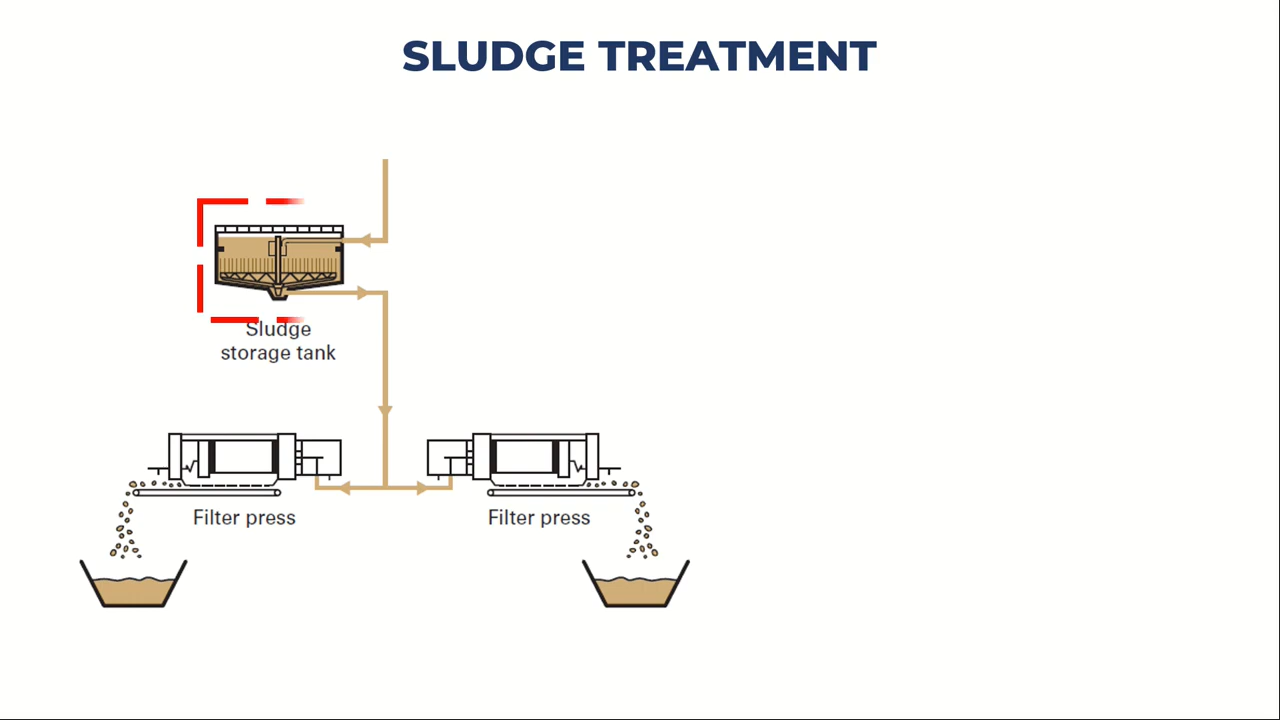 SLUDGE TREATMENT
Sludge
storage tank
Filter press
Filter press